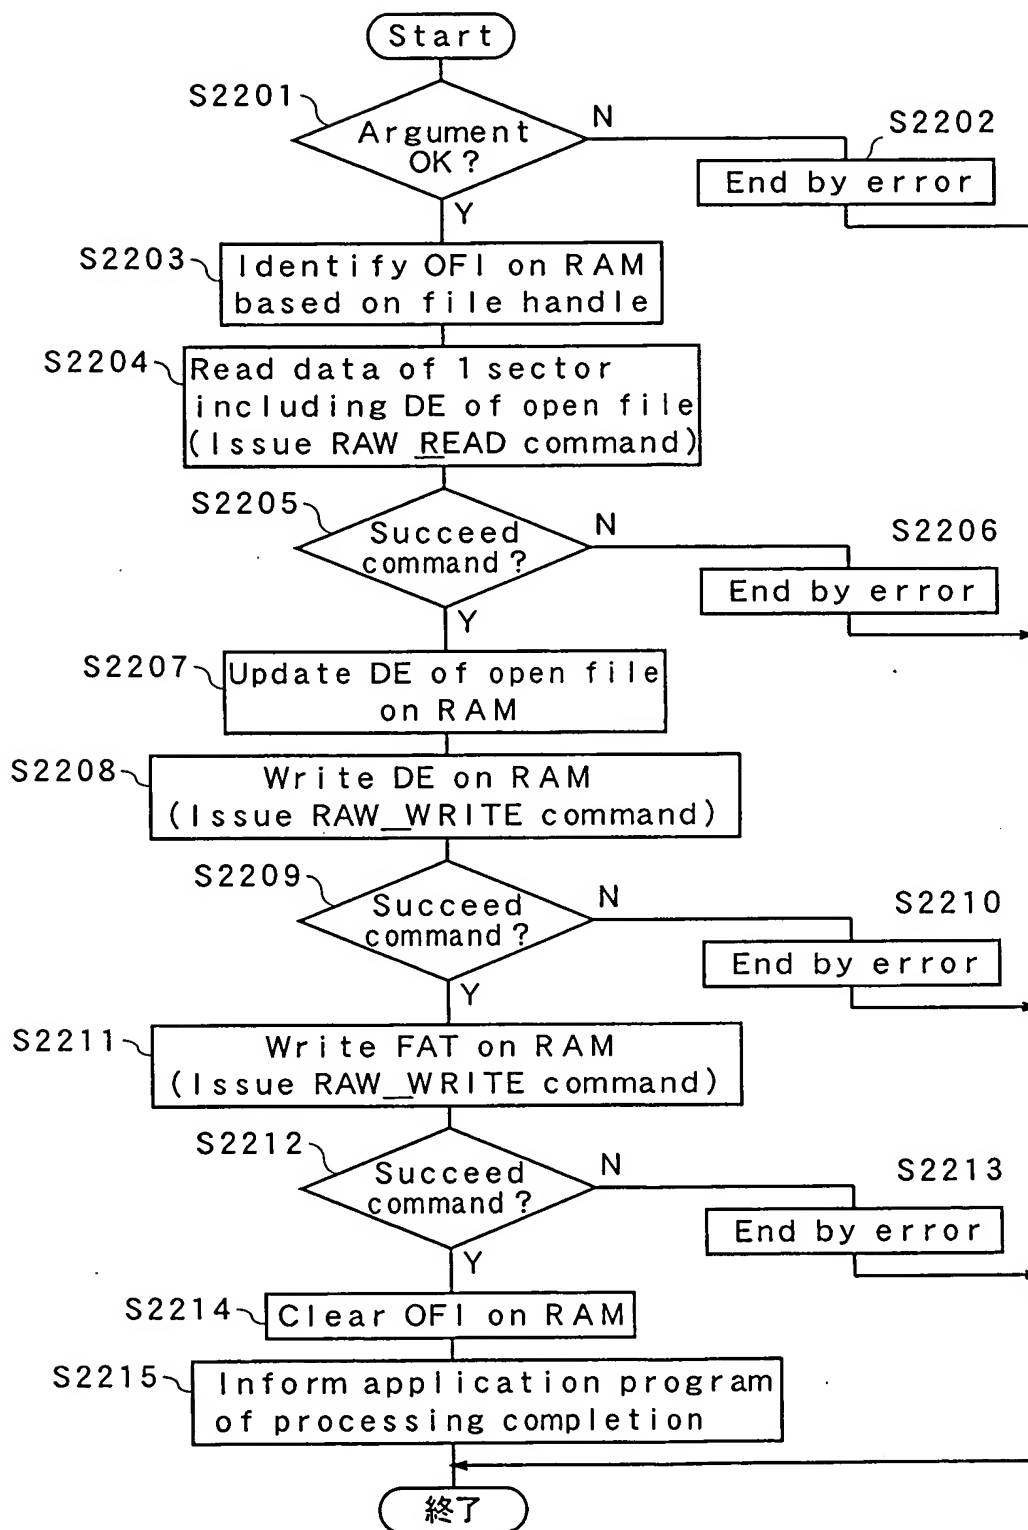 Start
S2201
Argument
OK?
N
S2202
End by error
Y
S2203
Identify OFI on RAM
based on file handle
S2204
Read data of 1 sector
including DE of open file
(Issue RAW_READ command)
S2205
Succeed
command?
N
S2206
End by error
Y
S2207
Update DE of open file
on RAM
S2208
Write DE on RAM
(Issue RAW_WRITE command)
S2209
Succeed
command?
N
S2210
End by error
Y
S2211
Write FAT on RAM
(Issue RAW_WRITE command)
S2212
Succeed
command?
N
S2213
End by error
Y
S2214
Clear OFI on RAM
S2215
Inform application program
of processing completion
終了